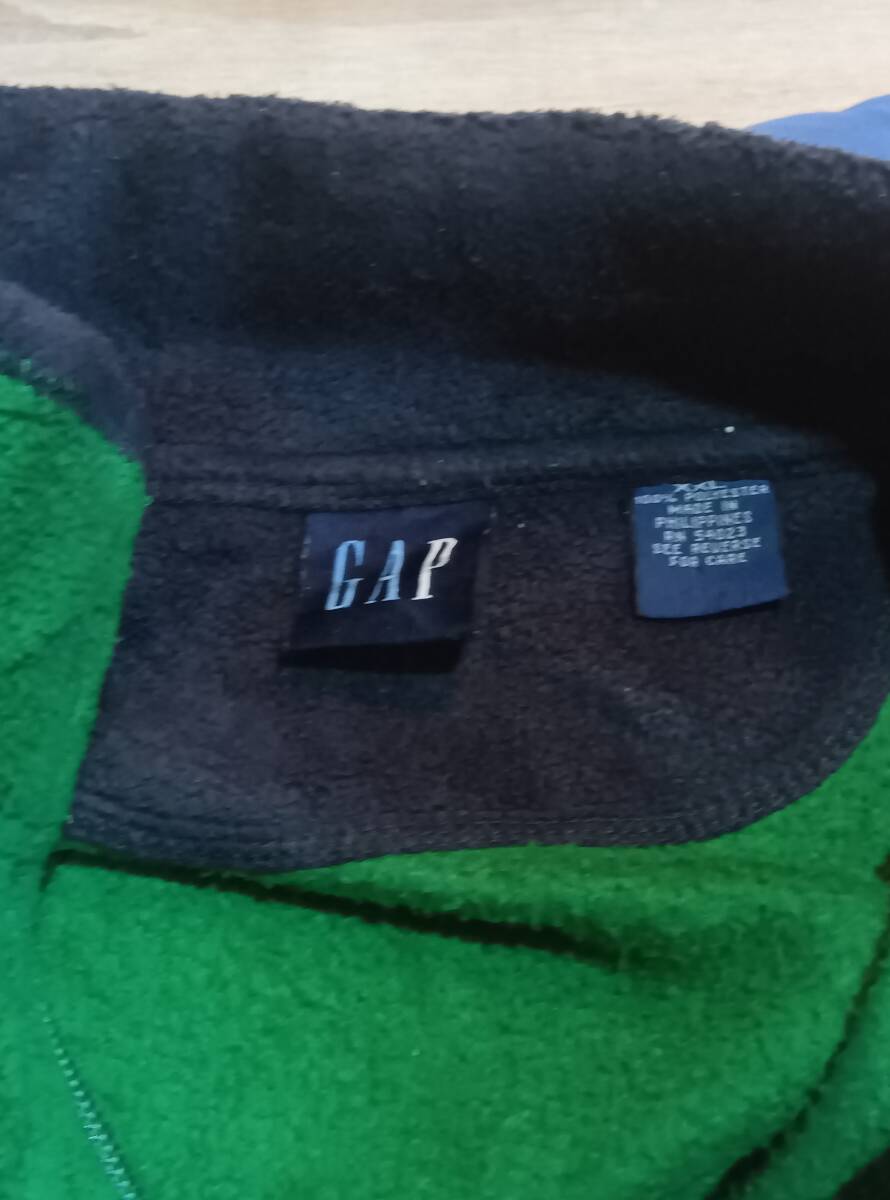 GAP
XXL
100% POLYESTER
MADE IN
PHILIPPINES
RN 54023
SEE REVERSE
FOR CARE